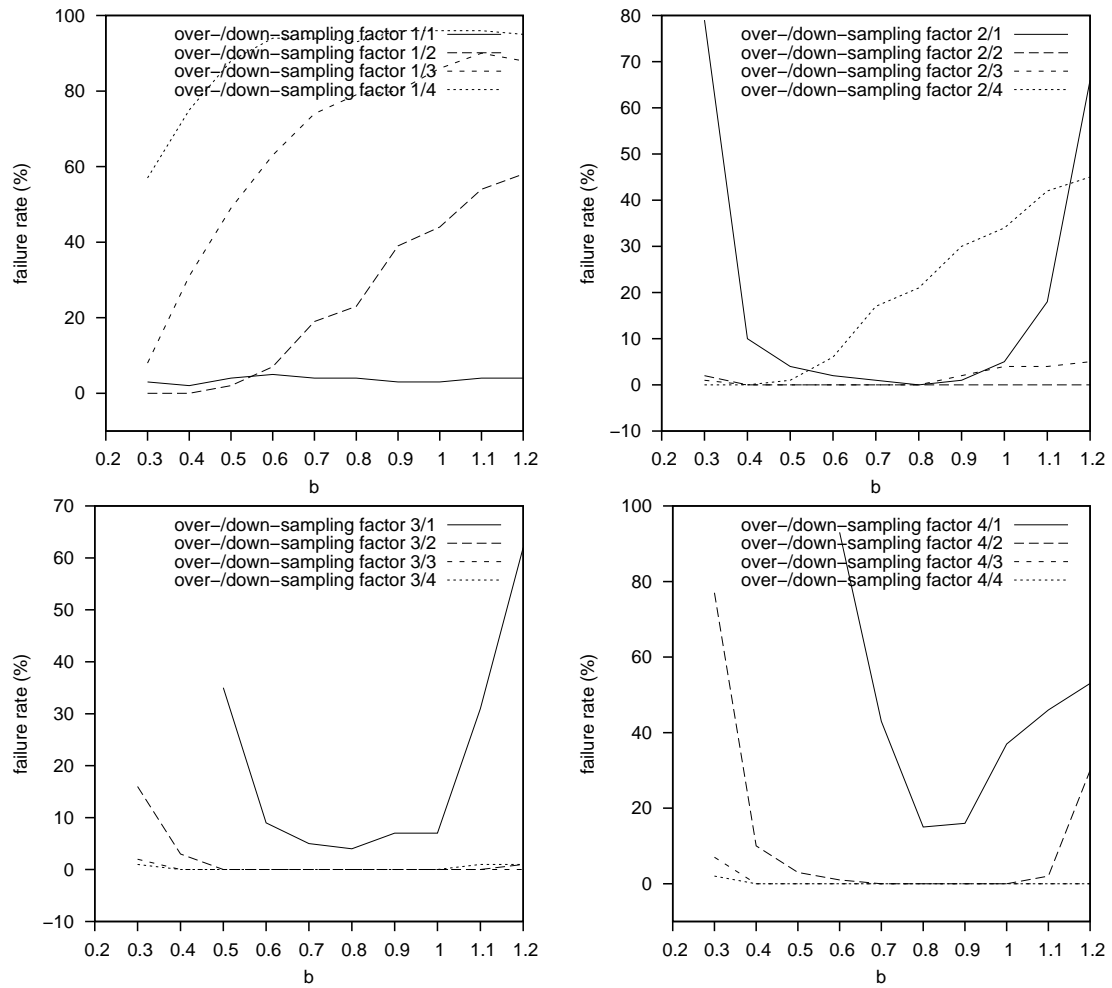 over−/down−sampling factor 1/1
over−/down−sampling factor 1/2
over−/down−sampling factor 1/3
over−/down−sampling factor 1/4
100
80
60
40
20
0
failure rate (%)
0.2 0.3 0.4 0.5 0.6 0.7 0.8 0.9 1 1.1 1.2
b
over−/down−sampling factor 2/1
over−/down−sampling factor 2/2
over−/down−sampling factor 2/3
over−/down−sampling factor 2/4
80
70
60
50
40
30
20
10
0
−10
failure rate (%)
0.2 0.3 0.4 0.5 0.6 0.7 0.8 0.9 1 1.1 1.2
b
over−/down−sampling factor 3/1
over−/down−sampling factor 3/2
over−/down−sampling factor 3/3
over−/down−sampling factor 3/4
70
60
50
40
30
20
10
0
−10
failure rate (%)
0.2 0.3 0.4 0.5 0.6 0.7 0.8 0.9 1 1.1 1.2
b
over−/down−sampling factor 4/1
over−/down−sampling factor 4/2
over−/down−sampling factor 4/3
over−/down−sampling factor 4/4
100
80
60
40
20
0
failure rate (%)
0.2 0.3 0.4 0.5 0.6 0.7 0.8 0.9 1 1.1 1.2
b